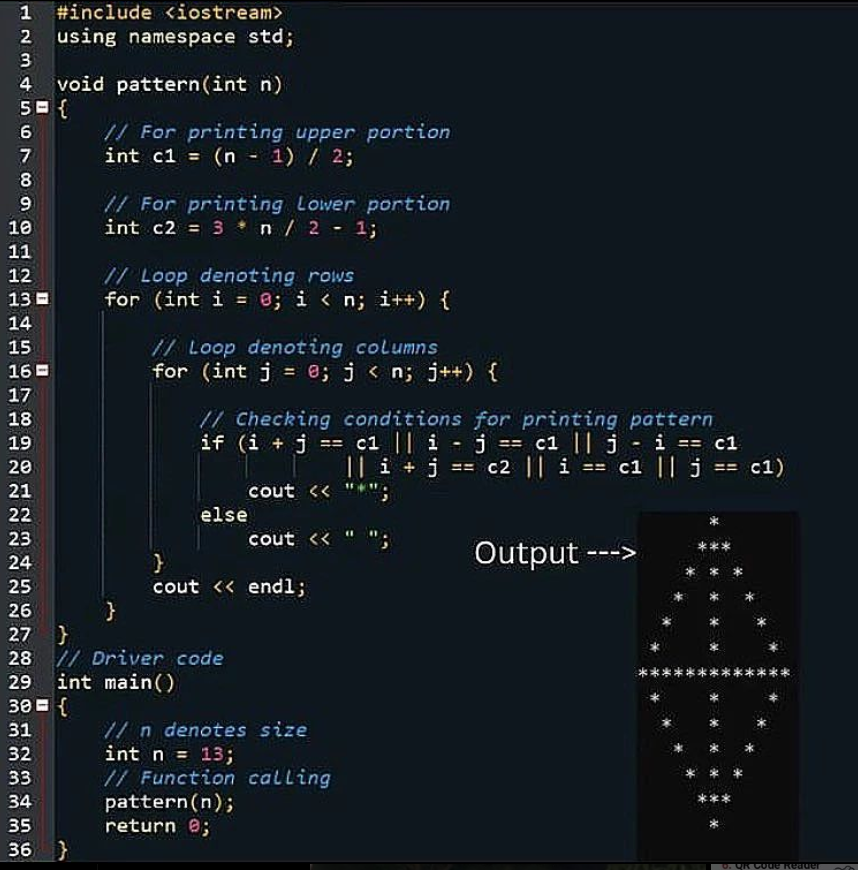 1 #include <iostream>
2 using namespace std;
3
4 void pattern(int n)
5 {
6 // For printing upper portion
7 int c1 = (n - 1) / 2;
8
9 // For printing Lower portion
10 int c2 = 3 * n / 2 - 1;
11
12 // Loop denoting rows
13 for (int i = 0; i < n; i++) {
14
15 // Loop denoting columns
16 for (int j = 0; j < n; j++) {
17
18 // Checking conditions for printing pattern
19 if (i + j == c1 || i - j == c1 || j - i == c1
20 || i + j == c2 || i == c1 || j == c1)
21 cout << "*";
22 else
23 cout << " ";
24 }
25 cout << endl;
26 }
27 }
28 // Driver code
29 int main()
30 {
31 // n denotes size
32 int n = 13;
33 // Function calling
34 pattern(n);
35 return 0;
36 }
Output --->
      *
     ***
    * * *
   *  *  *
  *   *   *
 *    *    *
*************
 *    *    *
  *   *   *
   *  *  *
    * * *
     ***
      *